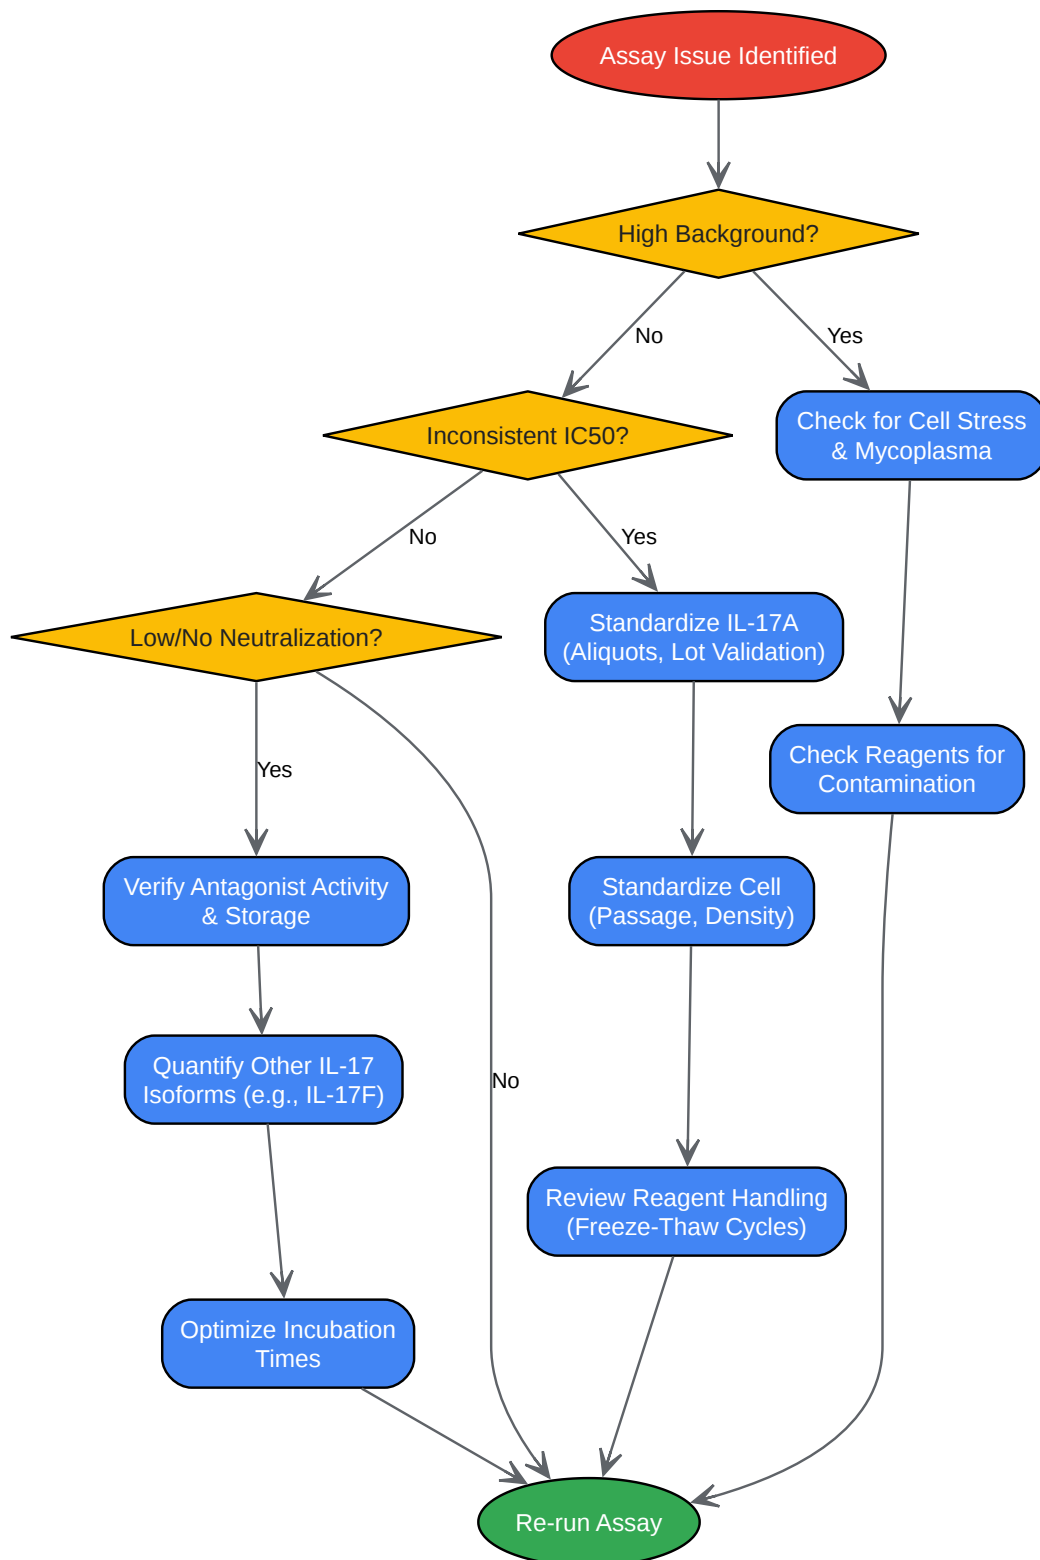 Assay Issue Identified
High Background?
No
Yes
Inconsistent IC50?
Check for Cell Stress
& Mycoplasma
No
Yes
Low/No Neutralization?
Standardize IL-17A
(Aliquots, Lot Validation)
Check Reagents for
Contamination
Yes
Verify Antagonist Activity
& Storage
Standardize Cell
(Passage, Density)
Quantify Other IL-17
Isoforms (e.g., IL-17F)
No
Review Reagent Handling
(Freeze-Thaw Cycles)
Optimize Incubation
Times
Re-run Assay